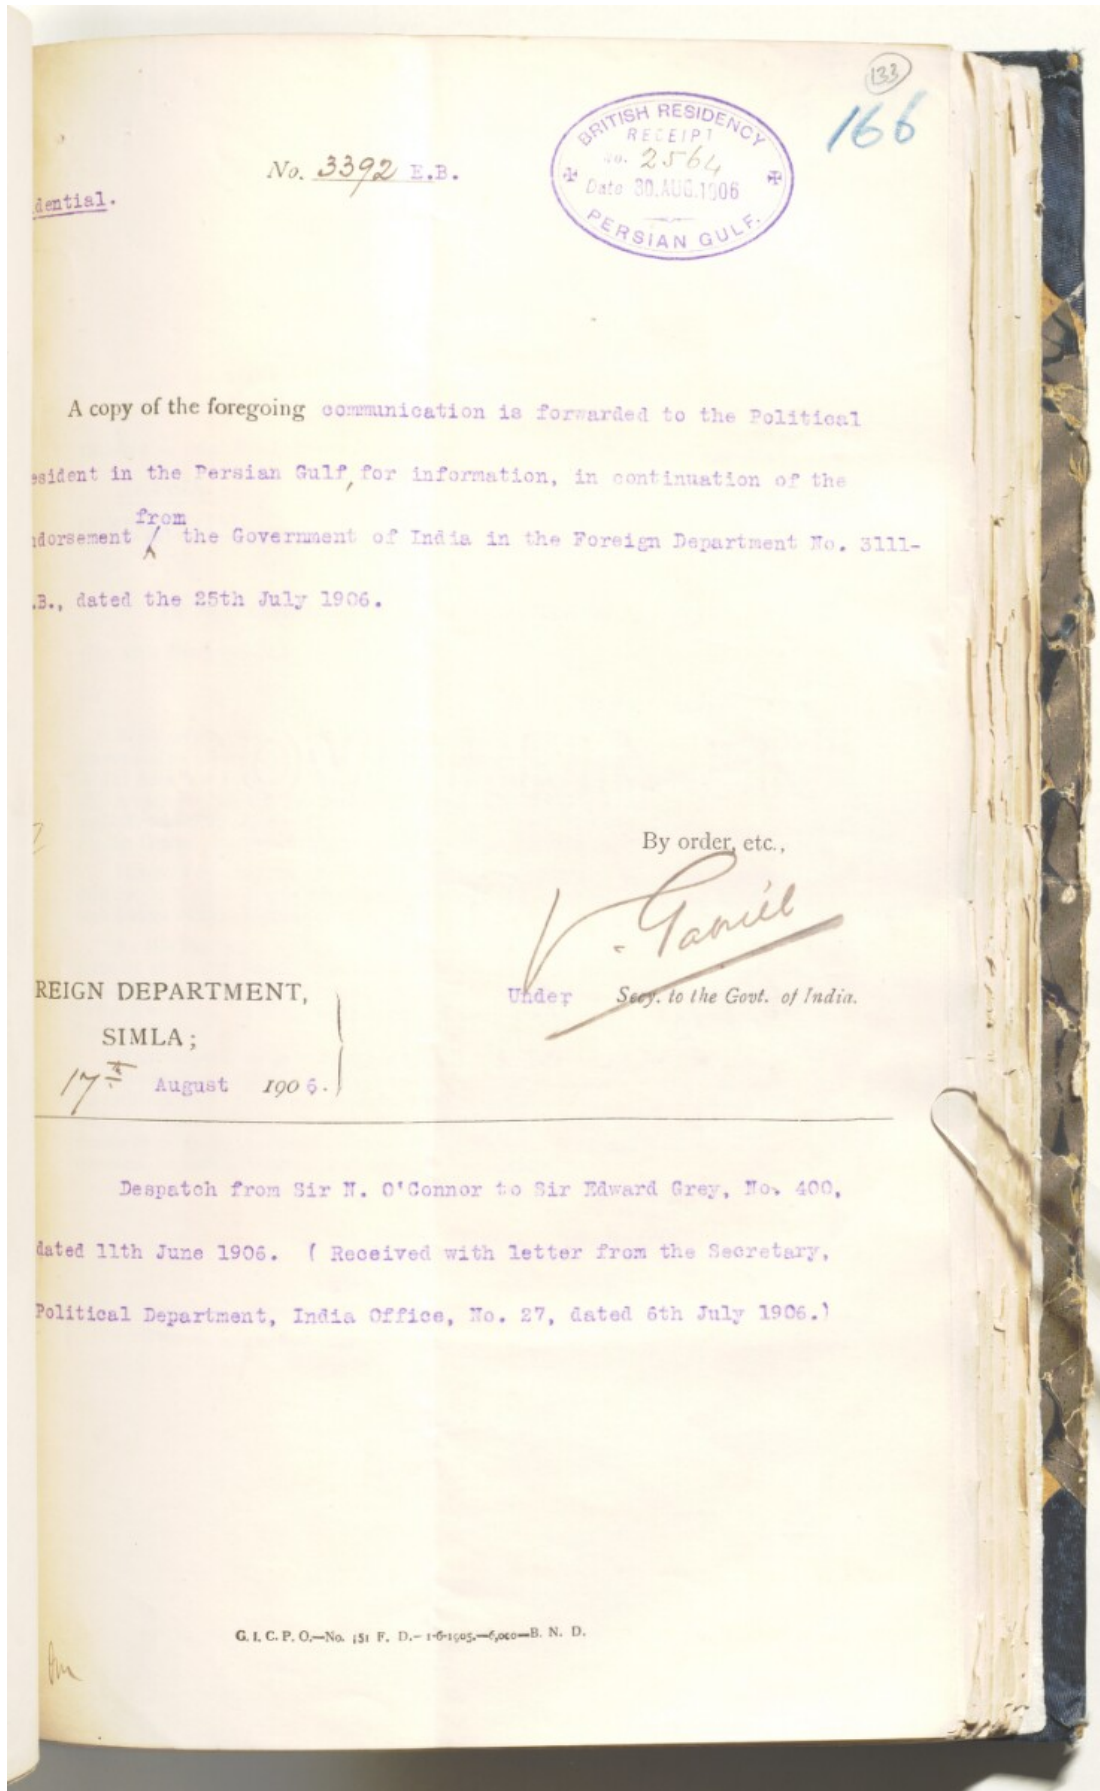 133
166
BRITISH RESIDENCY
RECEIPT
No. 2564
Date 30.AUG.1906
PERSIAN GULF.
No. 3392 E.B.
dential.
A copy of the foregoing communication is forwarded to the Political
esident in the Persian Gulf, for information, in continuation of the
from
ndorsement / the Government of India in the Foreign Department No. 3111-
.B., dated the 25th July 1906.
By order, etc.,
V. Gabriel
Under Secy. to the Govt. of India.
REIGN DEPARTMENT,
SIMLA;
17th August 1906.
Despatch from Sir N. O'Connor to Sir Edward Grey, No. 400,
dated 11th June 1906. ( Received with letter from the Secretary,
Political Department, India Office, No. 27, dated 6th July 1906.)
G. I. C. P. O.—No. 151 F. D.—1-6-1905.—6,000—B. N. D.